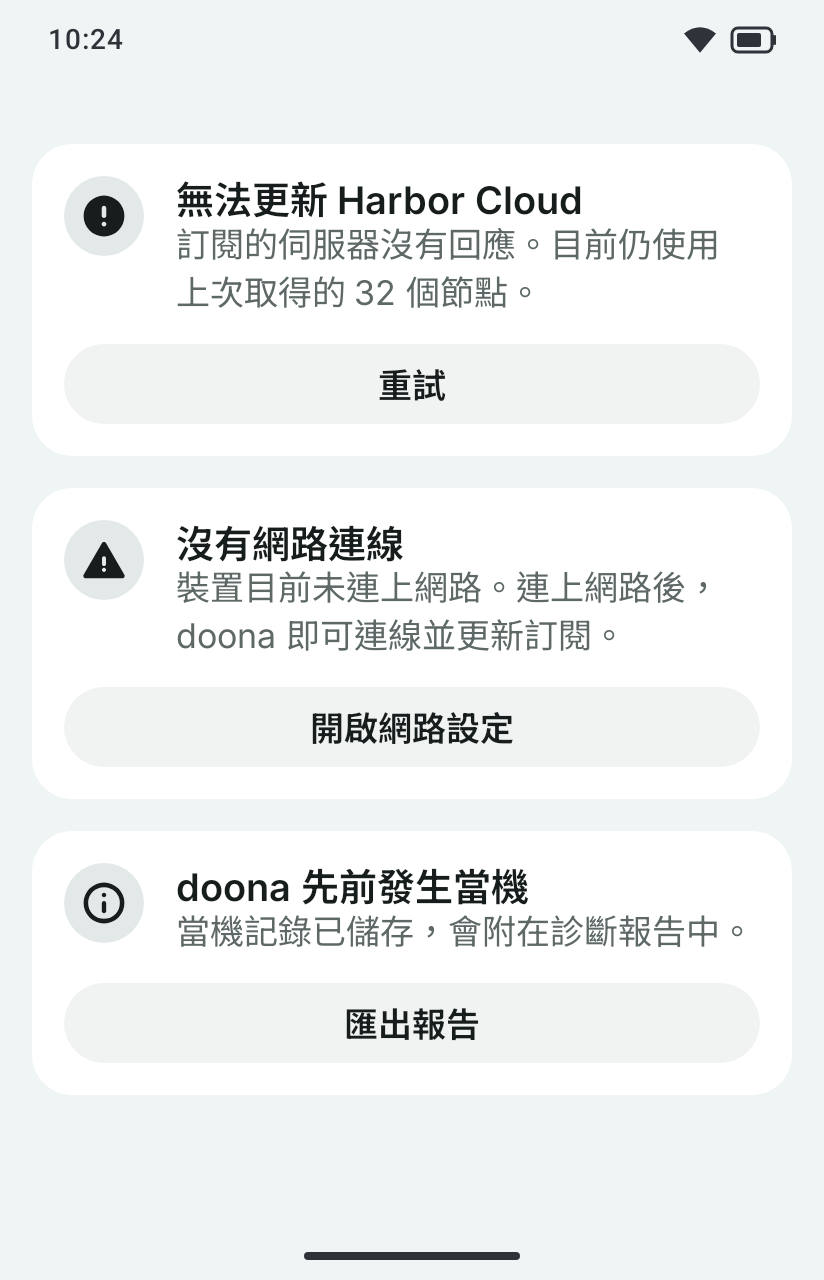 10:24
無法更新 Harbor Cloud
訂閱的伺服器沒有回應。目前仍使用
上次取得的 32 個節點。
重試
沒有網路連線
裝置目前未連上網路。連上網路後，
doona 即可連線並更新訂閱。
開啟網路設定
doona 先前發生當機
當機記錄已儲存，會附在診斷報告中。
匯出報告